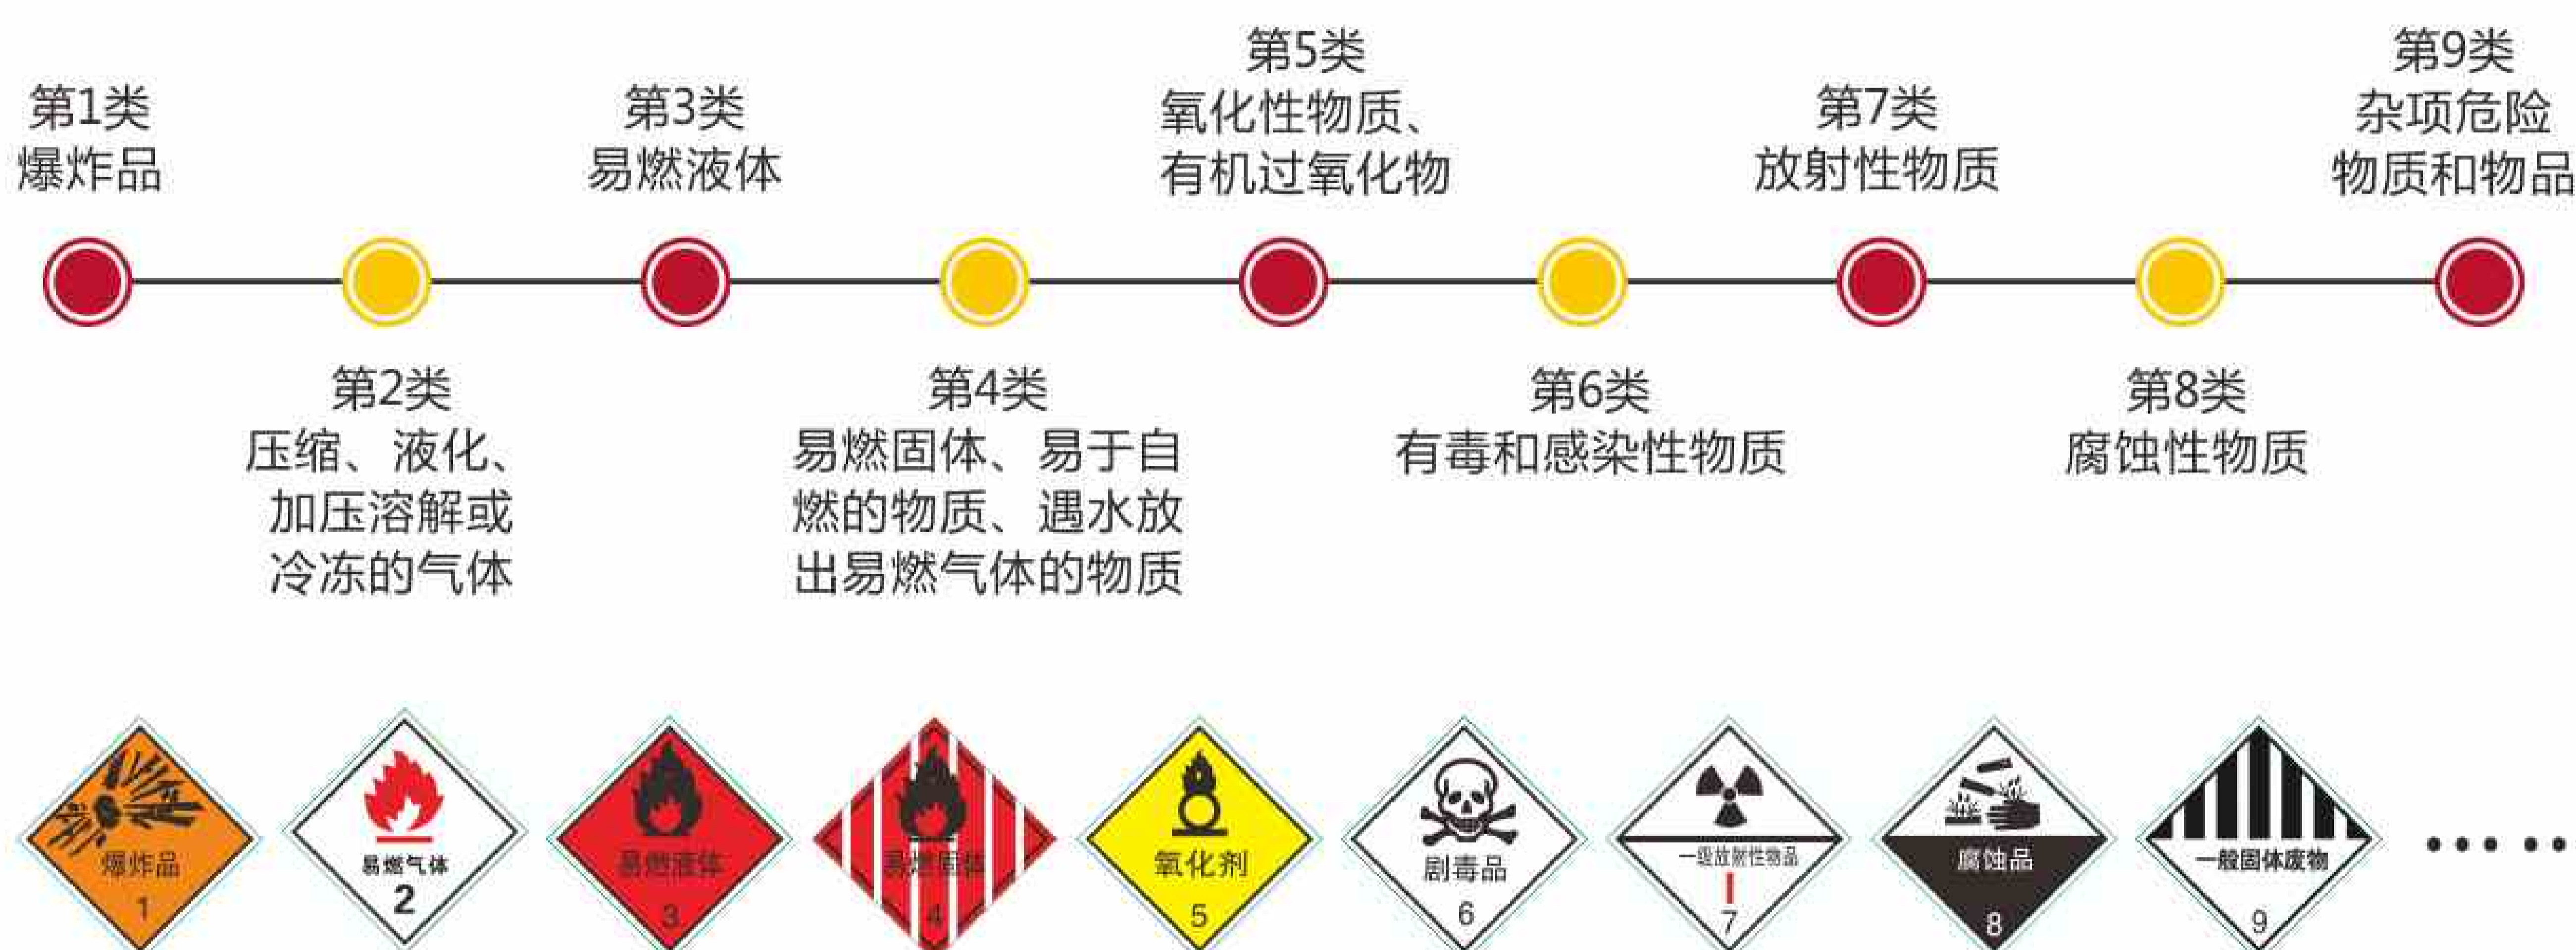 第1类
爆炸品
第2类
压缩、液化、
加压溶解或
冷冻的气体
第3类
易燃液体
第4类
易燃固体、易于自
燃的物质、遇水放
出易燃气体的物质
第5类
氧化性物质、
有机过氧化物
第6类
有毒和感染性物质
第7类
放射性物质
第8类
腐蚀性物质
第9类
杂项危险
物质和物品
爆炸品
1
易燃气体
2
易燃液体
3
易燃固体
4
氧化剂
5
剧毒品
6
一级放射性物品
I
7
腐蚀品
8
一般固体废物
9
……